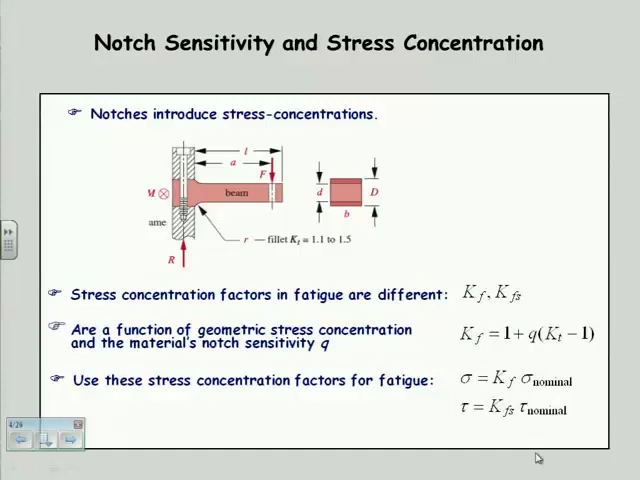 Notch Sensitivity and Stress Concentration
☞ Notches introduce stress-concentrations.
l
a
F
M ⊗
beam
d
D
b
ame
r — fillet Kt = 1.1 to 1.5
R
☞ Stress concentration factors in fatigue are different: Kf, Kfs
☞ Are a function of geometric stress concentration
and the material's notch sensitivity q
Kf = 1 + q(Kt − 1)
☞ Use these stress concentration factors for fatigue: σ = Kf σnominal
τ = Kfs τnominal
4/26